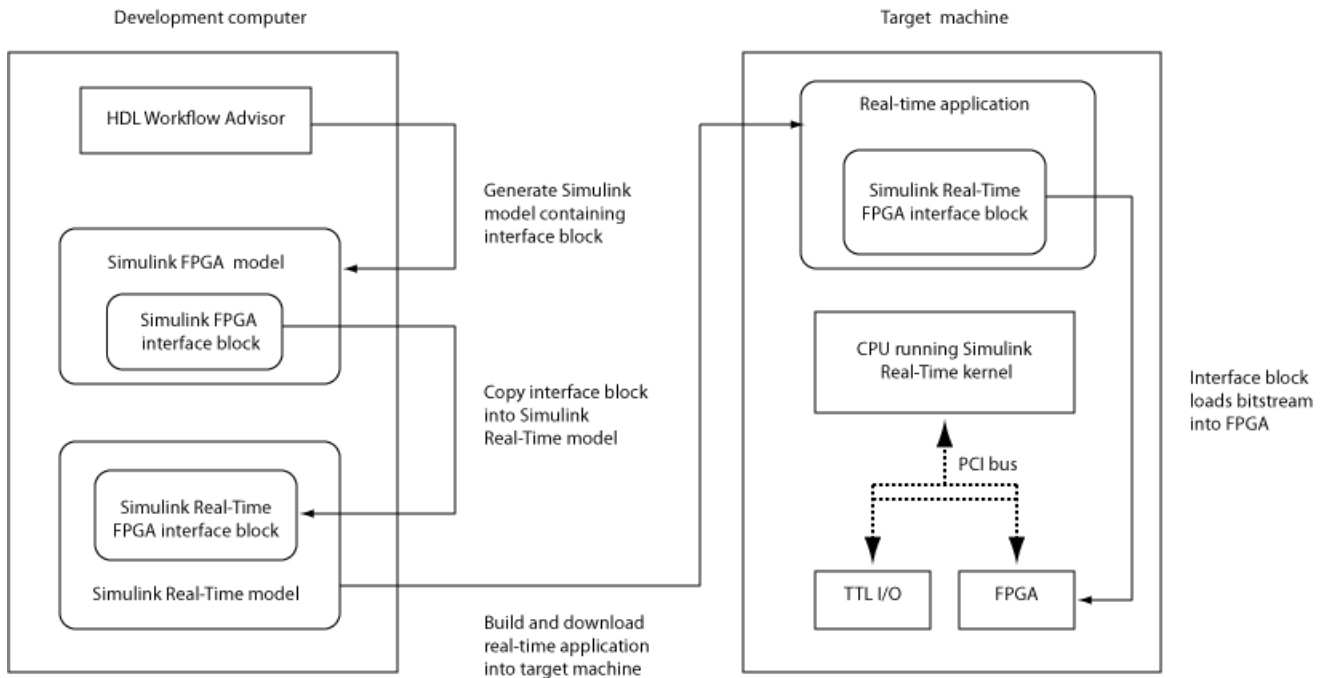 Development computer
HDL Workflow Advisor
Generate Simulink
model containing
interface block
Simulink FPGA model
Simulink FPGA
interface block
Copy interface block
into Simulink
Real-Time model
Simulink Real-Time
FPGA interface block
Simulink Real-Time model
Build and download
real-time application
into target machine
Target machine
Real-time application
Simulink Real-Time
FPGA interface block
CPU running Simulink
Real-Time kernel
PCI bus
TTL I/O
FPGA
Interface block
loads bitstream
into FPGA